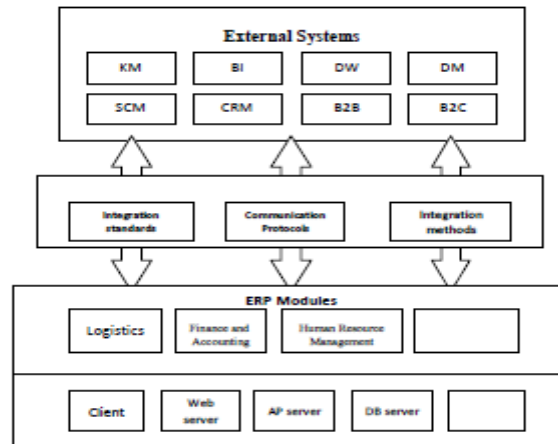 External Systems
KM
BI
DW
DM
SCM
CRM
B2B
B2C
Integration
standards
Communication
Protocols
Integration
methods
ERP Modules
Logistics
Finance and
Accounting
Human Resource
Management
Client
Web
server
AP server
DB server